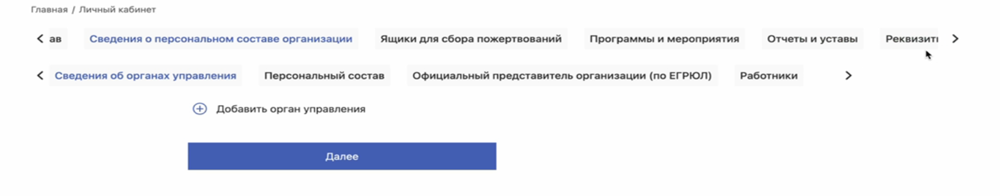 Главная / Личный кабинет
ав Сведения о персональном составе организации Ящики для сбора пожертвований Программы и мероприятия Отчеты и уставы
Сведения об органах управления Персональный состав Официальный представитель организации (по ЕГРЮЛ) Работники
Добавить орган управления
Далее